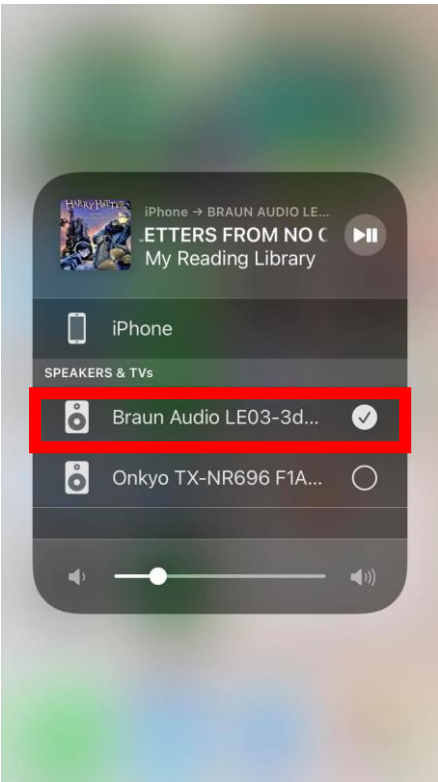 HARRY POTTER
iPhone → BRAUN AUDIO LE...
ETTERS FROM NO
My Reading Library
iPhone
SPEAKERS & TVs
Braun Audio LE03-3d...
Onkyo TX-NR696 F1A...